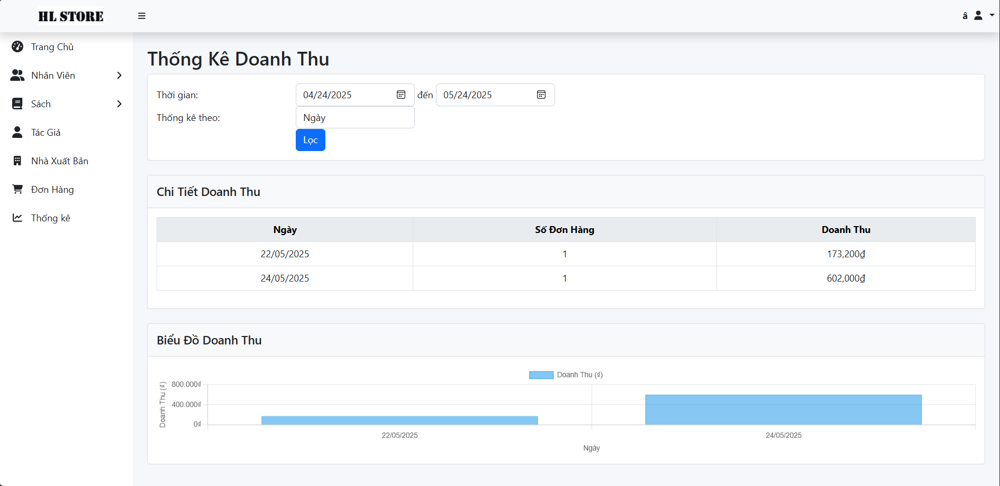 HL STORE
â
Trang Chủ
Nhân Viên
Sách
Tác Giả
Nhà Xuất Bản
Đơn Hàng
Thống kê
Thống Kê Doanh Thu
Thời gian: 04/24/2025 đến 05/24/2025
Thống kê theo: Ngày
Lọc
Chi Tiết Doanh Thu
Ngày Số Đơn Hàng Doanh Thu
22/05/2025 1 173,200₫
24/05/2025 1 602,000₫
Biểu Đồ Doanh Thu
Doanh Thu (₫)
Doanh Thu (₫)
800.000₫
400.000₫
0₫
22/05/2025 24/05/2025
Ngày